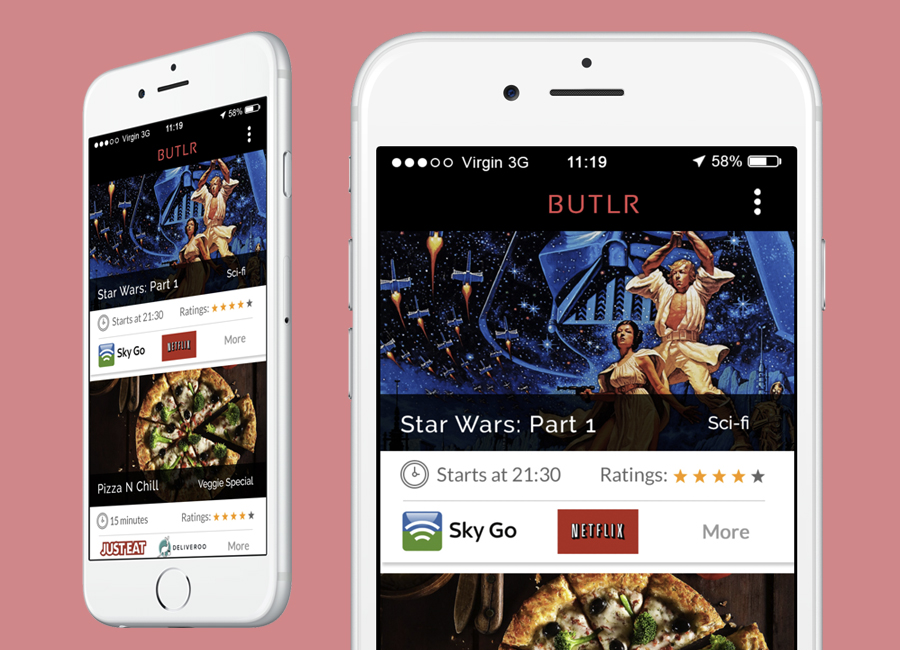 Virgin 3G 11:19 58%
BUTLR
Star Wars: Part 1 Sci-fi
Starts at 21:30 Ratings:
Sky Go NETFLIX More
Pizza N Chill Veggie Special
15 minutes Ratings:
JUST EAT DELIVEROO More
Virgin 3G 11:19 58%
BUTLR
Star Wars: Part 1 Sci-fi
Starts at 21:30 Ratings:
Sky Go NETFLIX More